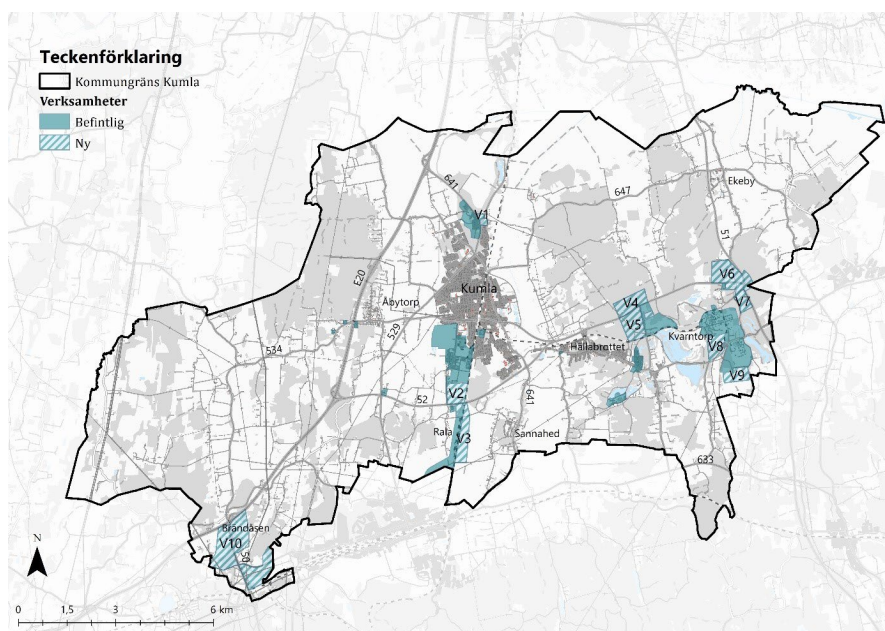 Teckenförklaring
Kommungräns Kumla
Verksamheter
Befintlig
Ny
641
V1
647
Ekeby
51
E20
Kumla
V6
V7
V4
V5
Åbytorp
529
Kvarntorp
Hällabrottet
V8
534
V9
52
V2
641
Rala
V3
Sannahed
633
Brändåsen
V10
50
N
0 1,5 3 6 km